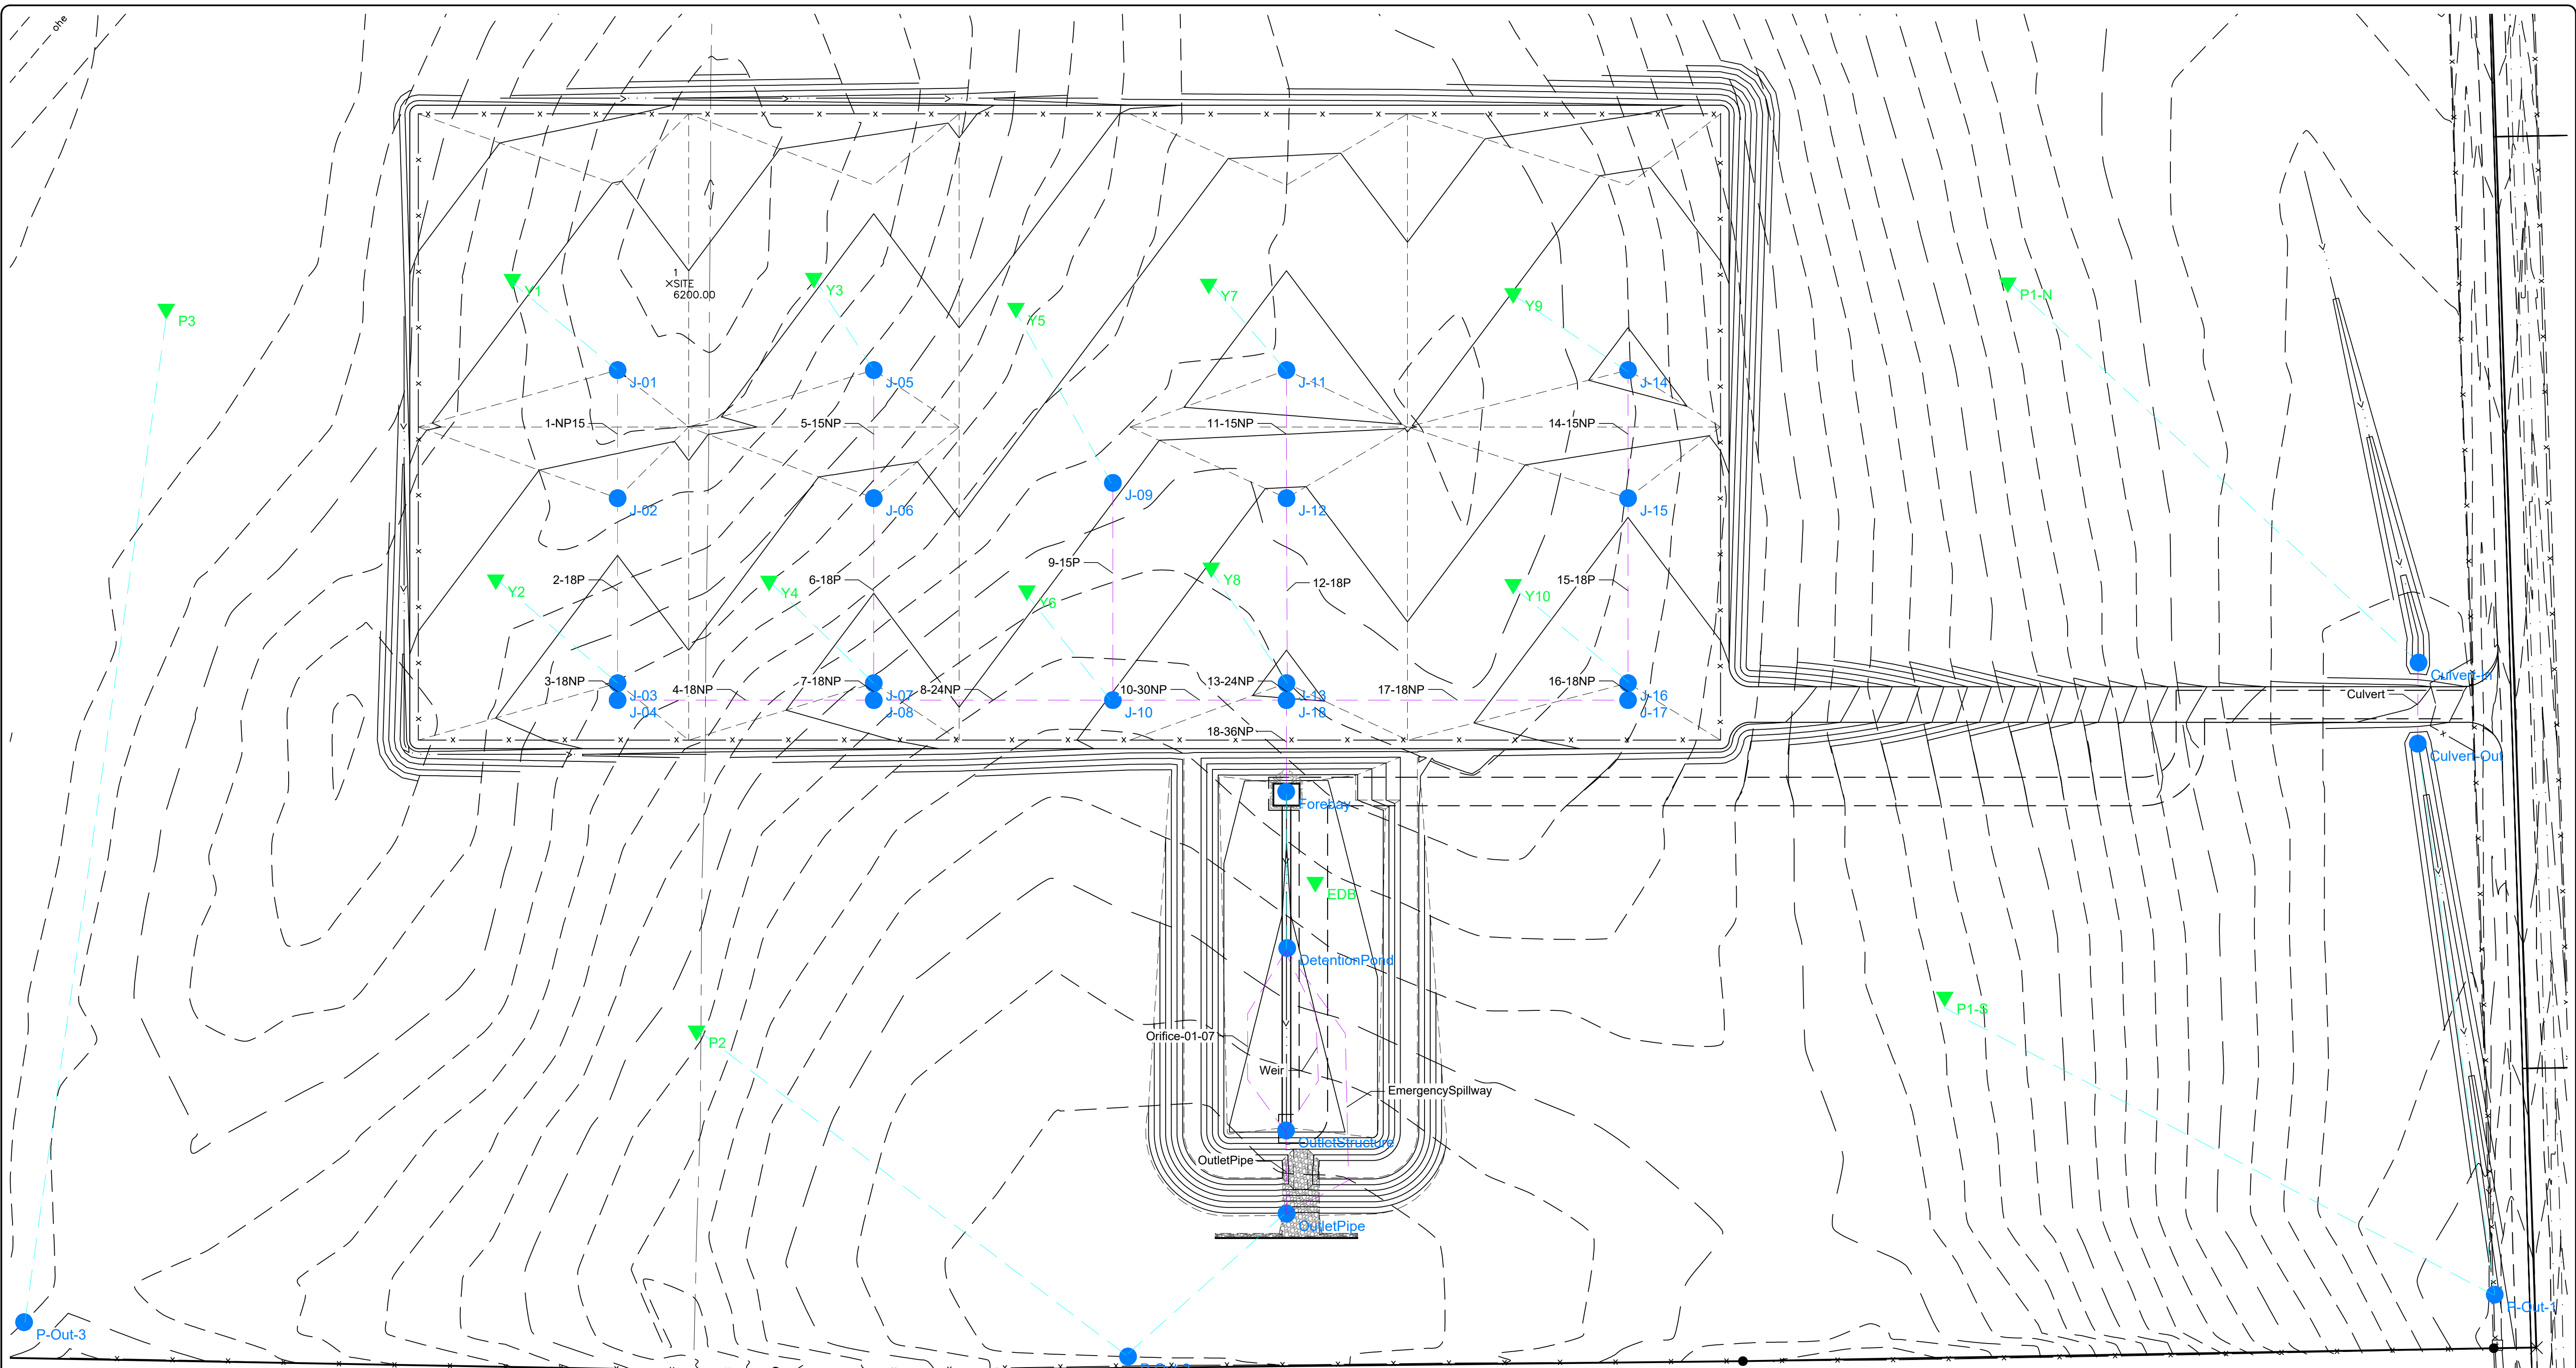 ohe
1
SITE
6200.00
Y1
Y3
Y5
Y7
Y9
P1-N
P3
J-01
J-05
J-11
J-14
1-NP15
5-15NP
11-15NP
14-15NP
J-09
J-02
J-06
J-12
J-15
9-15P
2-18P
6-18P
12-18P
15-18P
Y2
Y4
Y6
Y8
Y10
3-18NP
4-18NP
7-18NP
8-24NP
10-30NP
13-24NP
17-18NP
16-18NP
J-03
J-07
J-13
J-16
J-04
J-08
J-10
J-18
J-17
Culvert-In
Culvert
18-36NP
Culvert-Out
Forebay
EDB
DetentionPond
P1-S
Orifice-01-07
P2
Weir
EmergencySpillway
OutletStructure
OutletPipe
OutletPipe
P-Out-1
P-Out-3